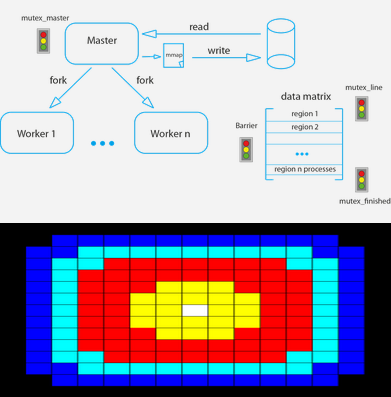 mutex_master
Master
read
mmap
write
fork
fork
Worker 1
Worker n
data matrix
mutex_line
Barrier
region 1
region 2
region n processes
mutex_finished